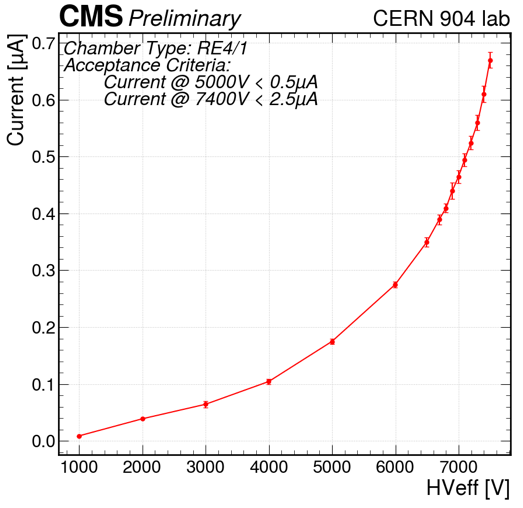 CMS Preliminary CERN 904 lab
Chamber Type: RE4/1
Acceptance Criteria:
Current @ 5000V < 0.5μA
Current @ 7400V < 2.5μA
Current [μA]
0.7
0.6
0.5
0.4
0.3
0.2
0.1
0.0
1000 2000 3000 4000 5000 6000 7000
HVeff [V]